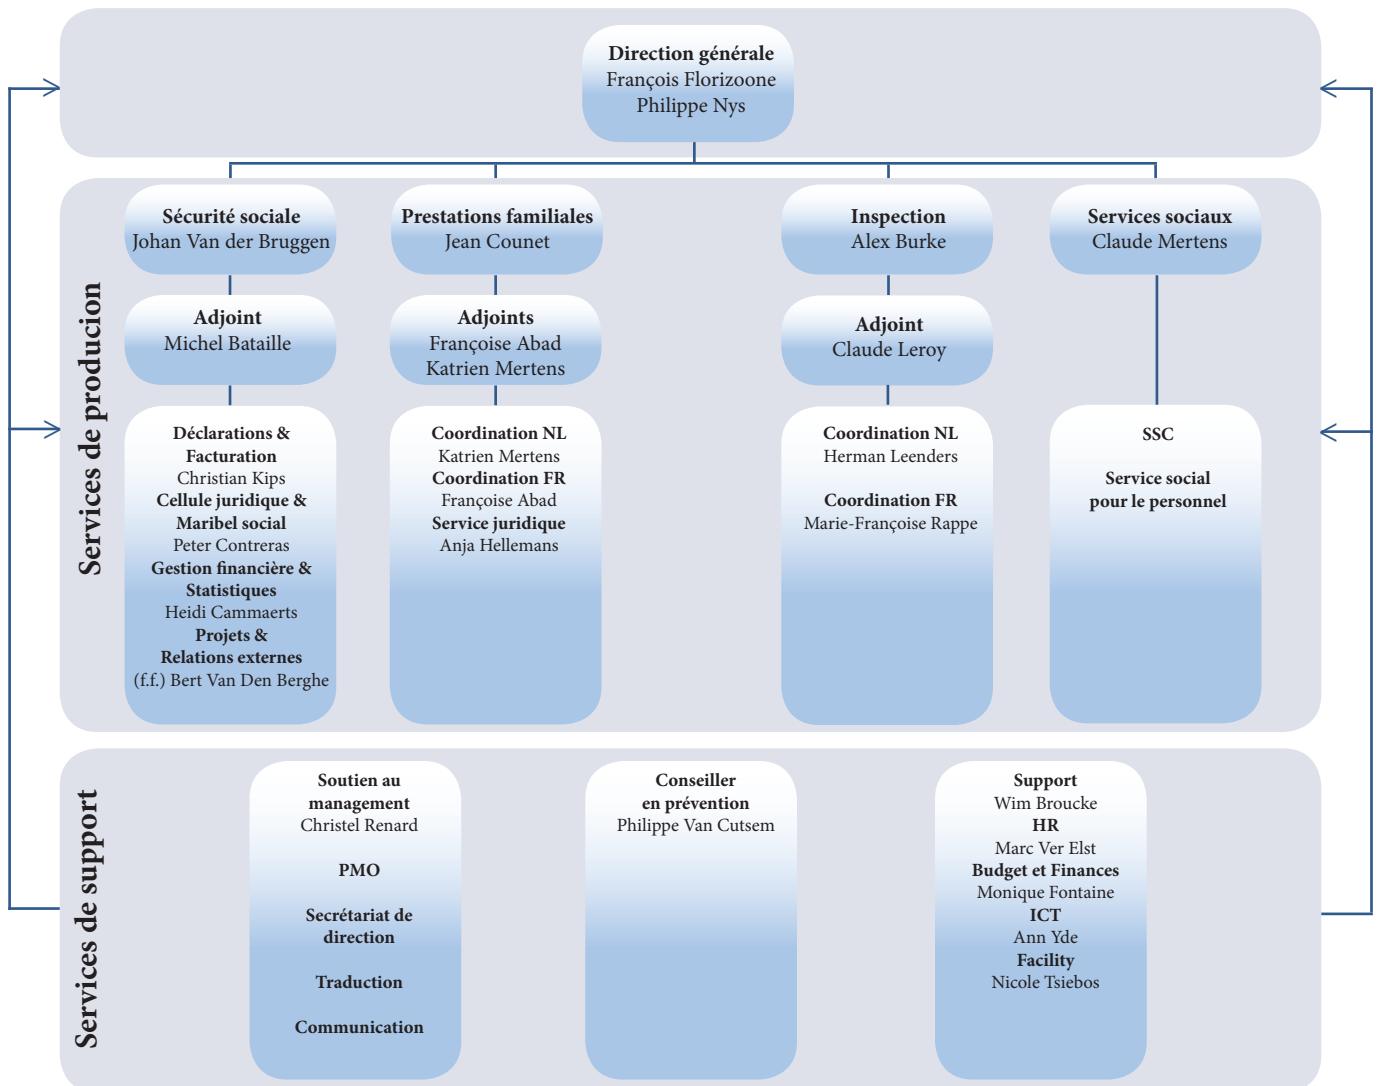 Direction générale
François Florizoone
Philippe Nys
Services de producion
Sécurité sociale
Johan Van der Bruggen
Adjoint
Michel Bataille
Déclarations &
Facturation
Christian Kips
Cellule juridique &
Maribel social
Peter Contreras
Gestion financière &
Statistiques
Heidi Cammaerts
Projets &
Relations externes
(f.f.) Bert Van Den Berghe
Prestations familiales
Jean Counet
Adjoints
Françoise Abad
Katrien Mertens
Coordination NL
Katrien Mertens
Coordination FR
Françoise Abad
Service juridique
Anja Hellemans
Inspection
Alex Burke
Adjoint
Claude Leroy
Coordination NL
Herman Leenders
Coordination FR
Marie-Françoise Rappe
Services sociaux
Claude Mertens
SSC
Service social
pour le personnel
Services de support
Soutien au
management
Christel Renard
PMO
Secrétariat de
direction
Traduction
Communication
Conseiller
en prévention
Philippe Van Cutsem
Support
Wim Broucke
HR
Marc Ver Elst
Budget et Finances
Monique Fontaine
ICT
Ann Yde
Facility
Nicole Tsiebos